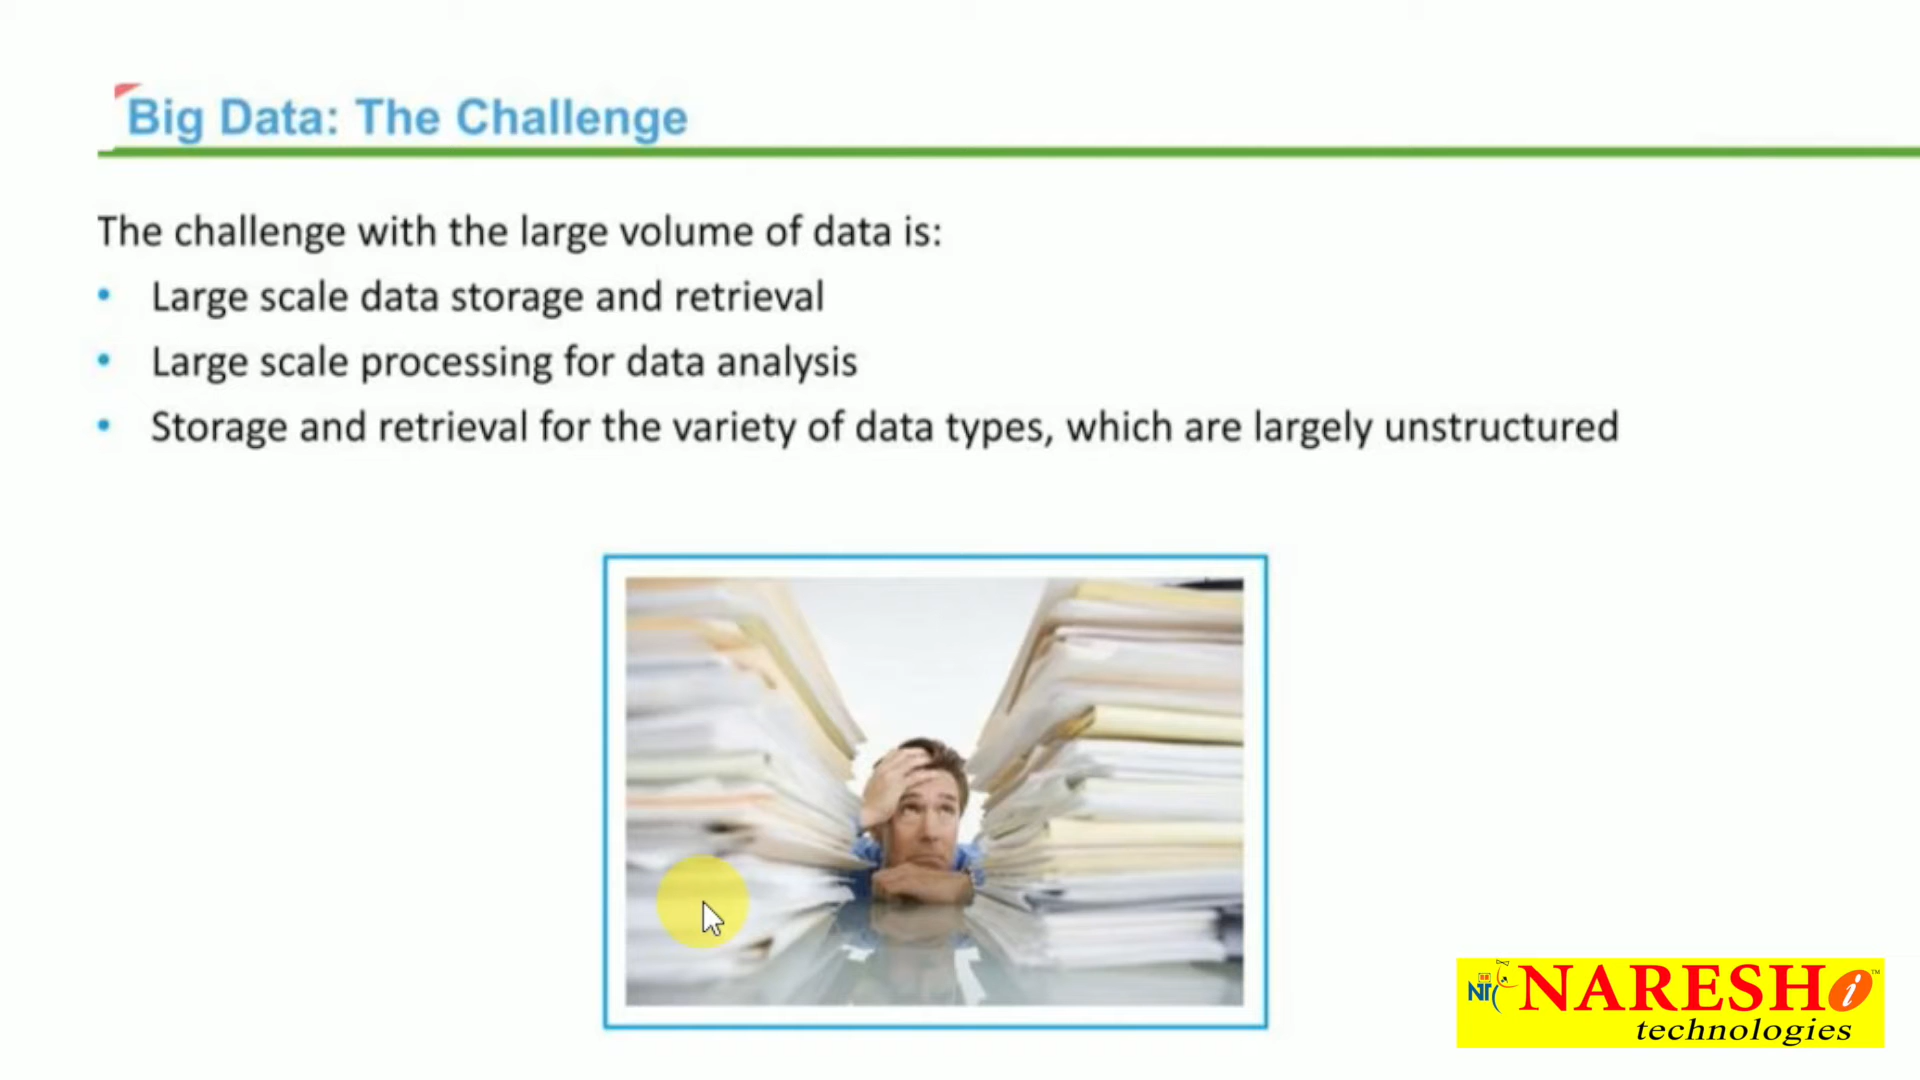 Big Data: The Challenge
The challenge with the large volume of data is:
• Large scale data storage and retrieval
• Large scale processing for data analysis
• Storage and retrieval for the variety of data types, which are largely unstructured
NARESHi™
technologies